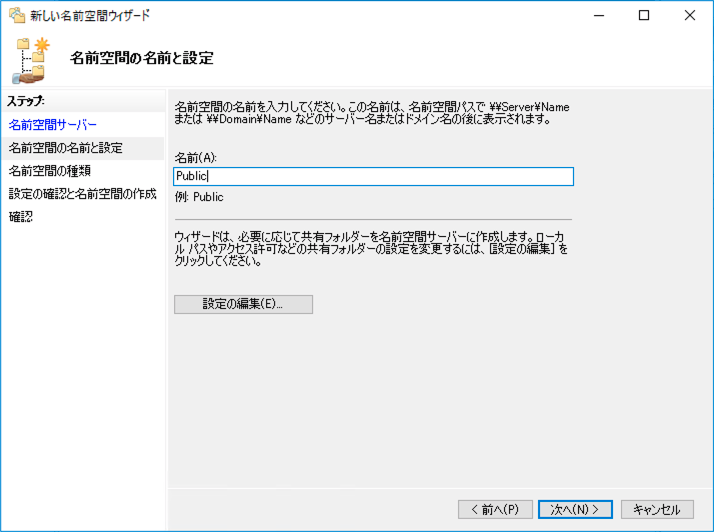 新しい名前空間ウィザード
名前空間の名前と設定
ステップ:
名前空間サーバー
名前空間の名前と設定
名前空間の種類
設定の確認と名前空間の作成
確認
名前空間の名前を入力してください。この名前は、名前空間パスで ¥¥Server¥Name
または ¥¥Domain¥Name などのサーバー名またはドメイン名の後に表示されます。
名前(A):
Public
例: Public
ウィザードは、必要に応じて共有フォルダーを名前空間サーバーに作成します。ローカ
ル パスやアクセス許可などの共有フォルダーの設定を変更するには、[設定の編集] を
クリックしてください。
設定の編集(E)...
< 前へ(P)
次へ(N) >
キャンセル